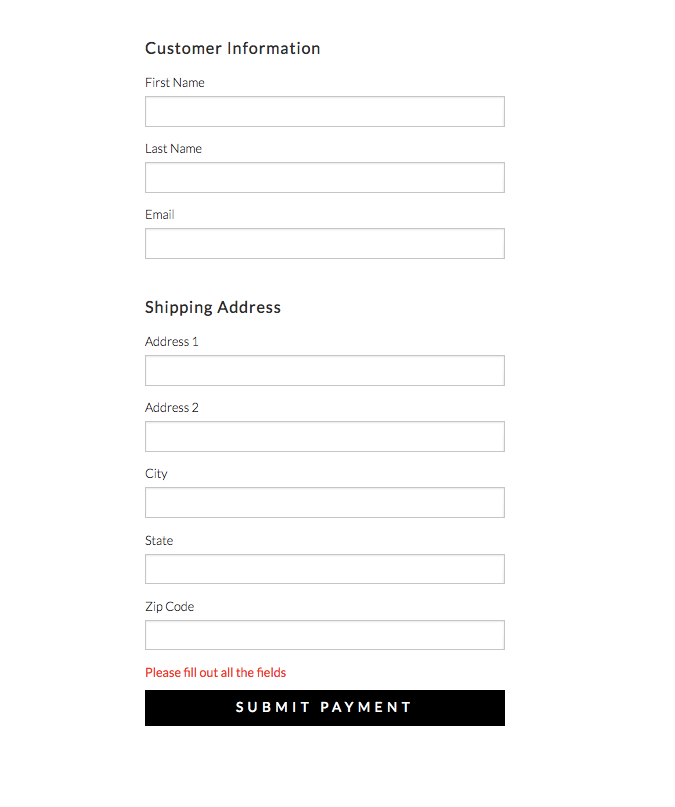 Customer Information
First Name
Last Name
Email
Shipping Address
Address 1
Address 2
City
State
Zip Code
Please fill out all the fields
SUBMIT PAYMENT